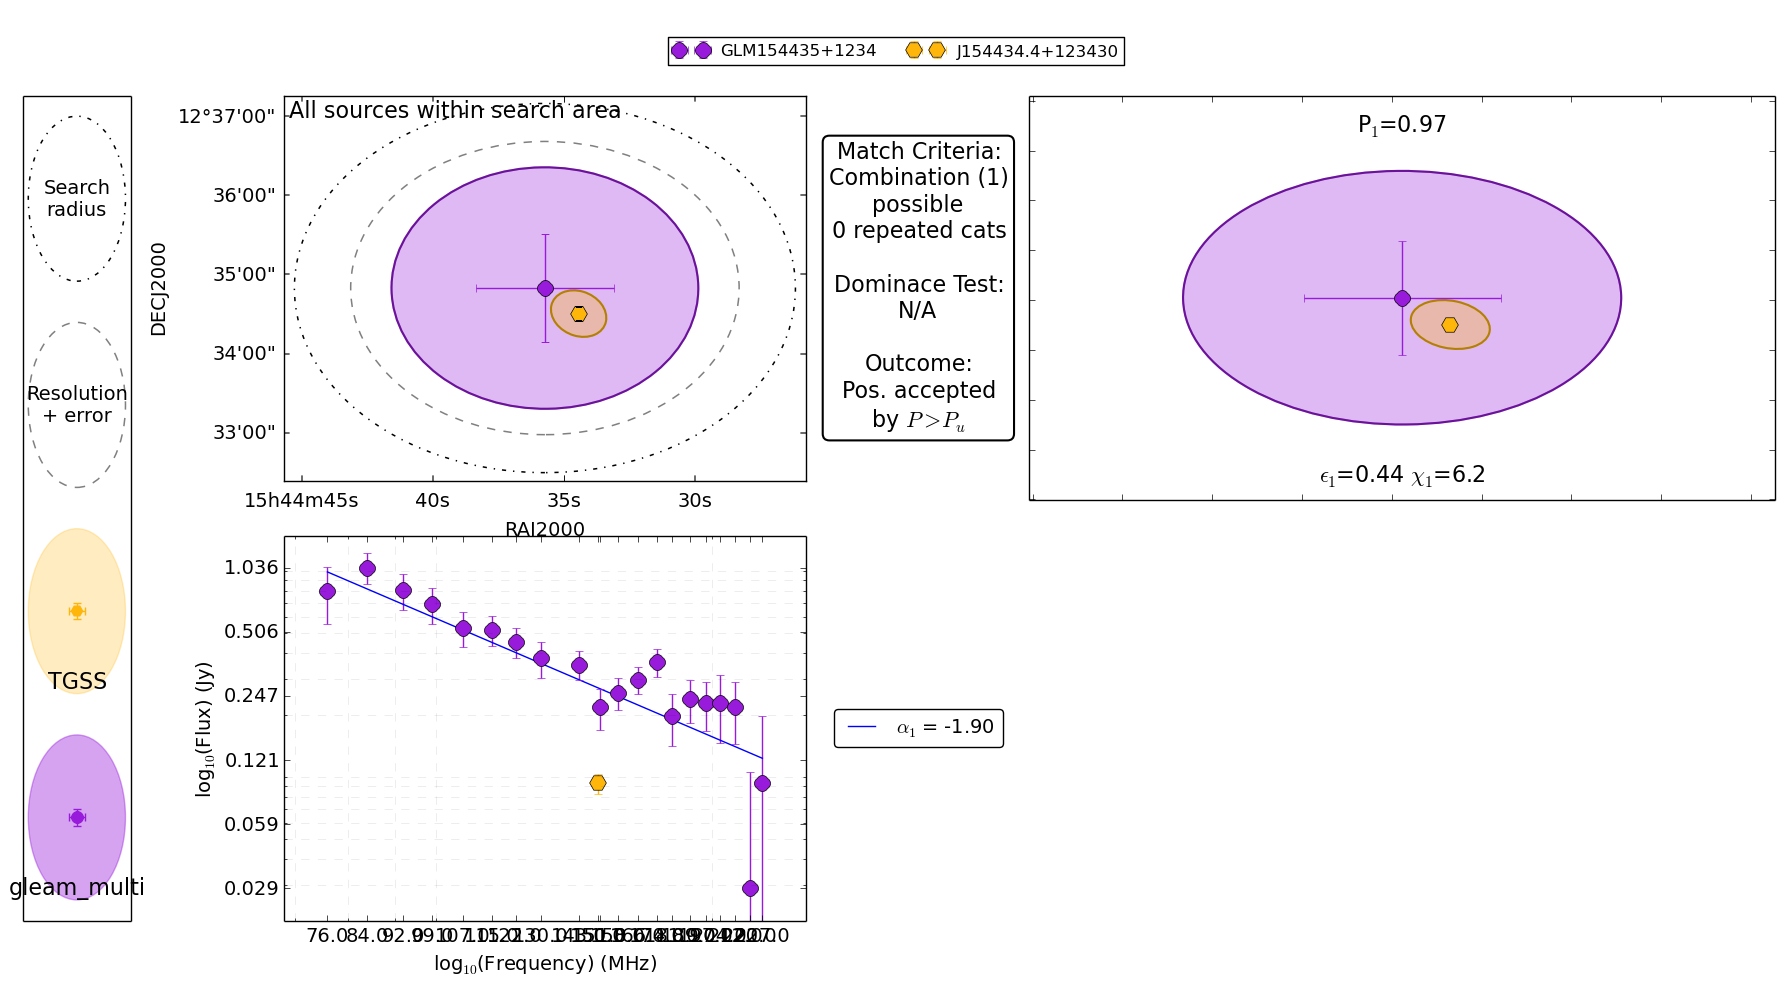 GLM154435+1234 J154434.4+123430
Search
radius
Resolution
+ error
TGSS
gleam_multi
All sources within search area
DECJ2000
12°37'00"
36'00"
35'00"
34'00"
33'00"
15h44m45s 40s 35s 30s
RAJ2000
Match Criteria:
Combination (1)
possible
0 repeated cats
Dominace Test:
N/A
Outcome:
Pos. accepted
by P>Pu
P1=0.97
ϵ1=0.44 χ1=6.2
log10(Flux) (Jy)
1.036
0.506
0.247
0.121
0.059
0.029
76.0 84.0 92.0 99.0
log10(Frequency) (MHz)
α1 = -1.90